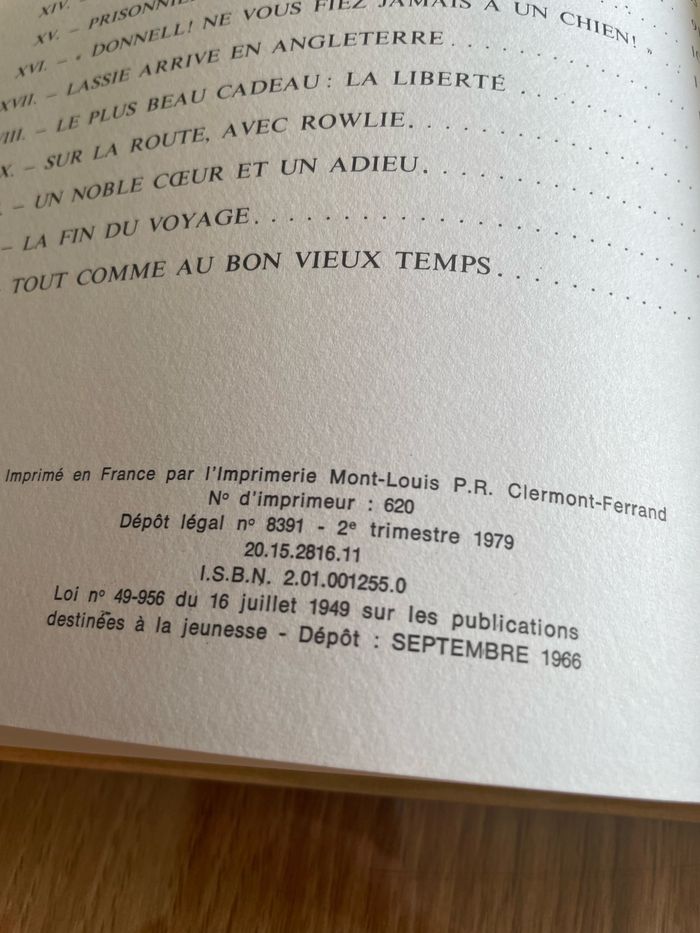 XIV. –
XV. – PRISONNI
XVI. – « DONNELL! NE VOUS FIEZ JAMAIS A UN CHIEN! »
XVII. – LASSIE ARRIVE EN ANGLETERRE
VIII. – LE PLUS BEAU CADEAU : LA LIBERTÉ
X. – SUR LA ROUTE, AVEC ROWLIE
– UN NOBLE CŒUR ET UN ADIEU
– LA FIN DU VOYAGE
TOUT COMME AU BON VIEUX TEMPS
Imprimé en France par l'Imprimerie Mont-Louis P.R. Clermont-Ferrand
N° d'imprimeur : 620
Dépôt légal n° 8391 - 2e trimestre 1979
20.15.2816.11
I.S.B.N. 2.01.001255.0
Loi n° 49-956 du 16 juillet 1949 sur les publications
destinées à la jeunesse - Dépôt : SEPTEMBRE 1966